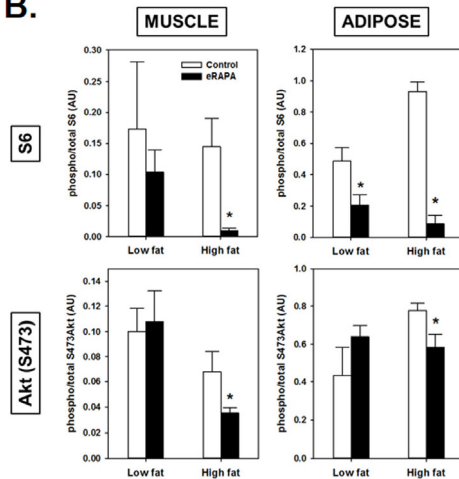 B.
MUSCLE
ADIPOSE
S6
phospho/total S6 (AU)
0.30
0.25
0.20
0.15
0.10
0.05
0.00
Control
eRAPA
*
Low fat
High fat
phospho/total S6 (AU)
1.2
1.0
0.8
0.6
0.4
0.2
0.0
*
*
Low fat
High fat
Akt (S473)
phospho/total S473Akt (AU)
0.14
0.12
0.10
0.08
0.06
0.04
0.02
0.00
*
Low fat
High fat
phospho/total S473Akt (AU)
1.0
0.8
0.6
0.4
0.2
0.0
*
Low fat
High fat